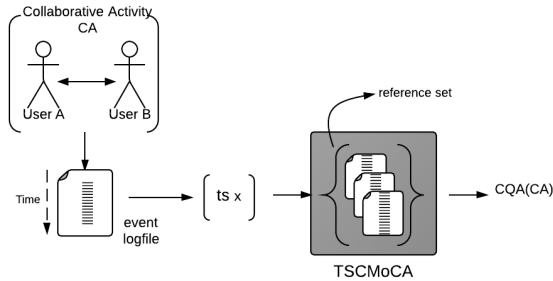 Collaborative Activity
CA
User A
User B
Time
event
logfile
ts x
reference set
TSCMoCA
CQA(CA)